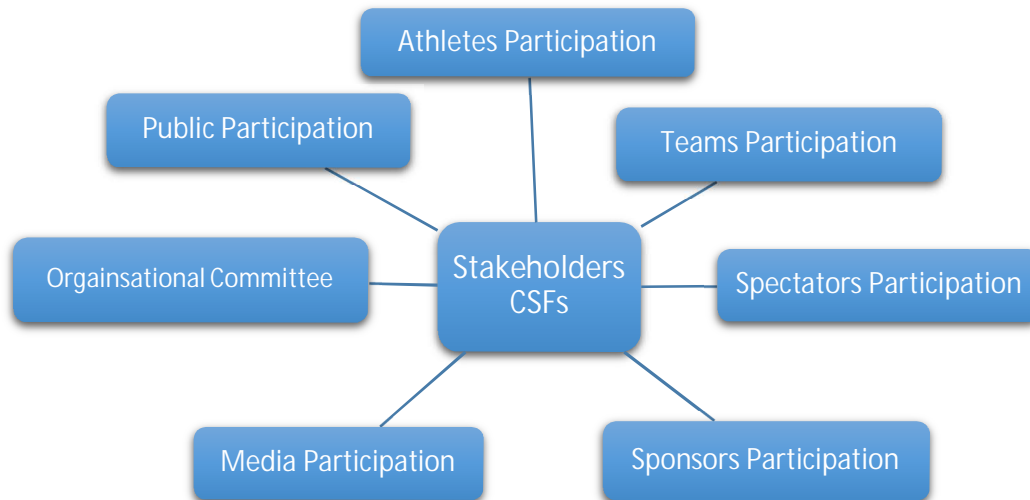 Athletes Participation
Public Participation
Teams Participation
Stakeholders
CSFs
Orgainsational Committee
Spectators Participation
Media Participation
Sponsors Participation